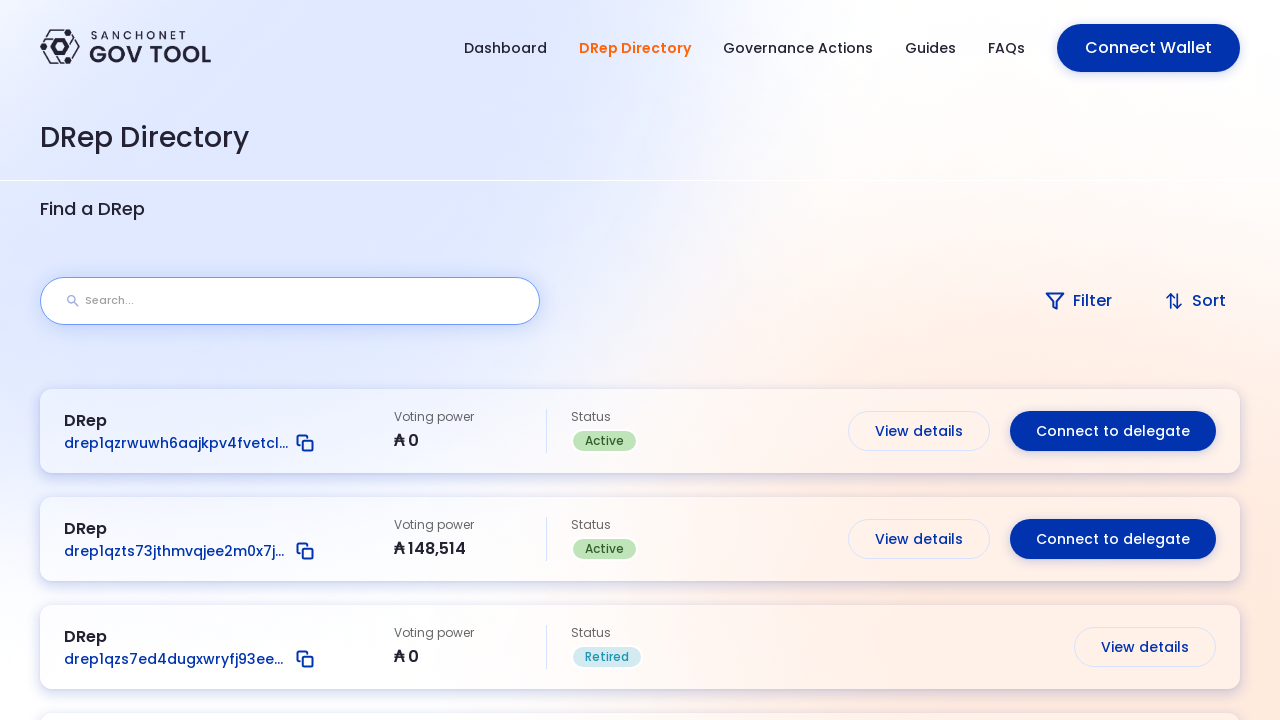 SANCHONET
GOV TOOL
Dashboard
DRep Directory
Governance Actions
Guides
FAQs
Connect Wallet
DRep Directory
Find a DRep
Search...
Filter
Sort
DRep
drep1qzrwuwh6aajkpv4fvetcl...
Voting power
₳ 0
Status
Active
View details
Connect to delegate
DRep
drep1qzts73jthmvqjee2m0x7j...
Voting power
₳ 148,514
Status
Active
View details
Connect to delegate
DRep
drep1qzs7ed4dugxwryfj93ee...
Voting power
₳ 0
Status
Retired
View details